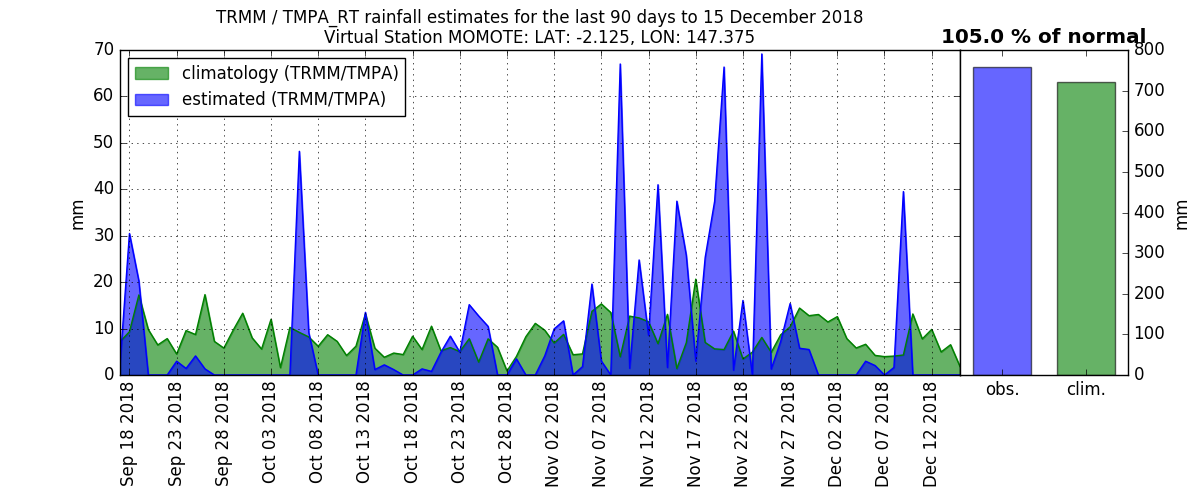 TRMM / TMPA_RT rainfall estimates for the last 90 days to 15 December 2018
Virtual Station MOMOTE: LAT: -2.125, LON: 147.375
105.0 % of normal
climatology (TRMM/TMPA)
estimated (TRMM/TMPA)
70
60
50
40
30
20
10
0
mm
Sep 18 2018
Sep 23 2018
Sep 28 2018
Oct 03 2018
Oct 08 2018
Oct 13 2018
Oct 18 2018
Oct 23 2018
Oct 28 2018
Nov 02 2018
Nov 07 2018
Nov 12 2018
Nov 17 2018
Nov 22 2018
Nov 27 2018
Dec 02 2018
Dec 07 2018
Dec 12 2018
800
700
600
500
400
300
200
100
0
mm
obs.
clim.